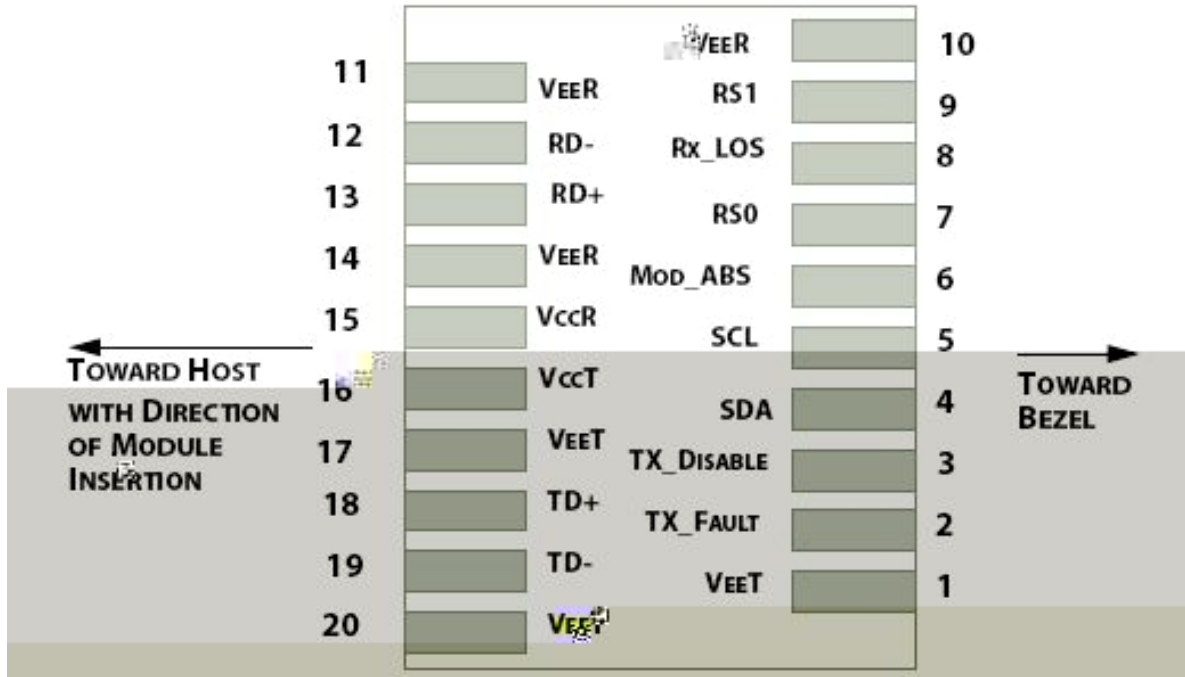 VEER 10
11 VEER
RS1 9
12 RD-
Rx_LOS 8
13 RD+
RS0 7
14 VEER
MOD_ABS 6
15 VccR
SCL 5
TOWARD HOST
WITH DIRECTION
OF MODULE
INSERTION
TOWARD
BEZEL
16 VccT
SDA 4
17 VEET
TX_DISABLE 3
18 TD+
TX_FAULT 2
19 TD-
VEET 1
20 VEET